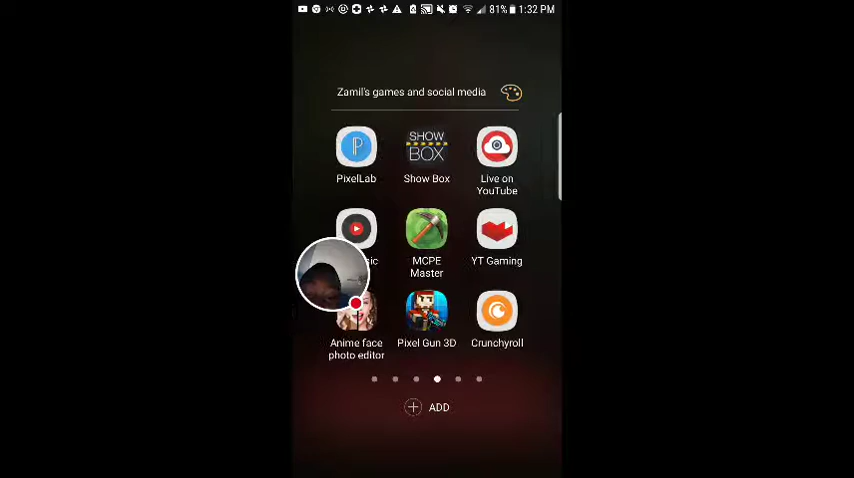 81% 1:32 PM
Zamil's games and social media
SHOW
BOX
PixelLab
Show Box
Live on
YouTube
sic
MCPE
Master
YT Gaming
Anime face
photo editor
Pixel Gun 3D
Crunchyroll
ADD